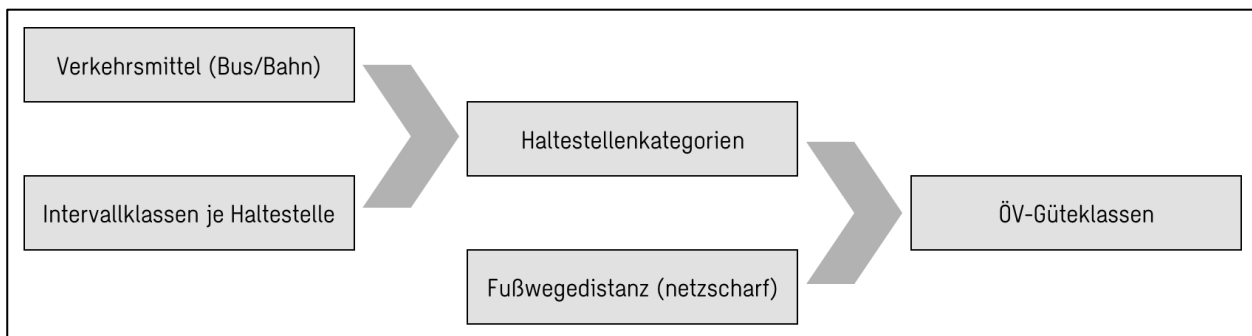 Verkehrsmittel (Bus/Bahn)
Intervallklassen je Haltestelle
Haltestellenkategorien
Fußwegedistanz (netzscharf)
ÖV-Güteklassen